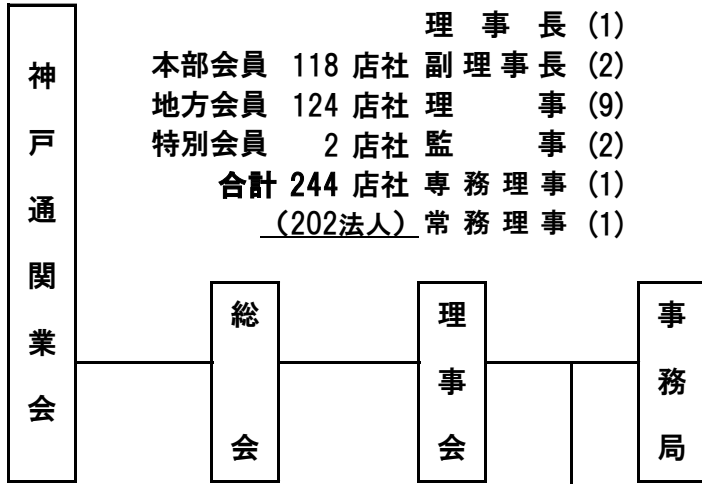 神戸通関業会
理事長 (1)
本部会員 118 店社 副理事長 (2)
地方会員 124 店社 理事 (9)
特別会員 2 店社 監事 (2)
合計 244 店社 専務理事 (1)
(202法人) 常務理事 (1)
総会
理事会
事務局